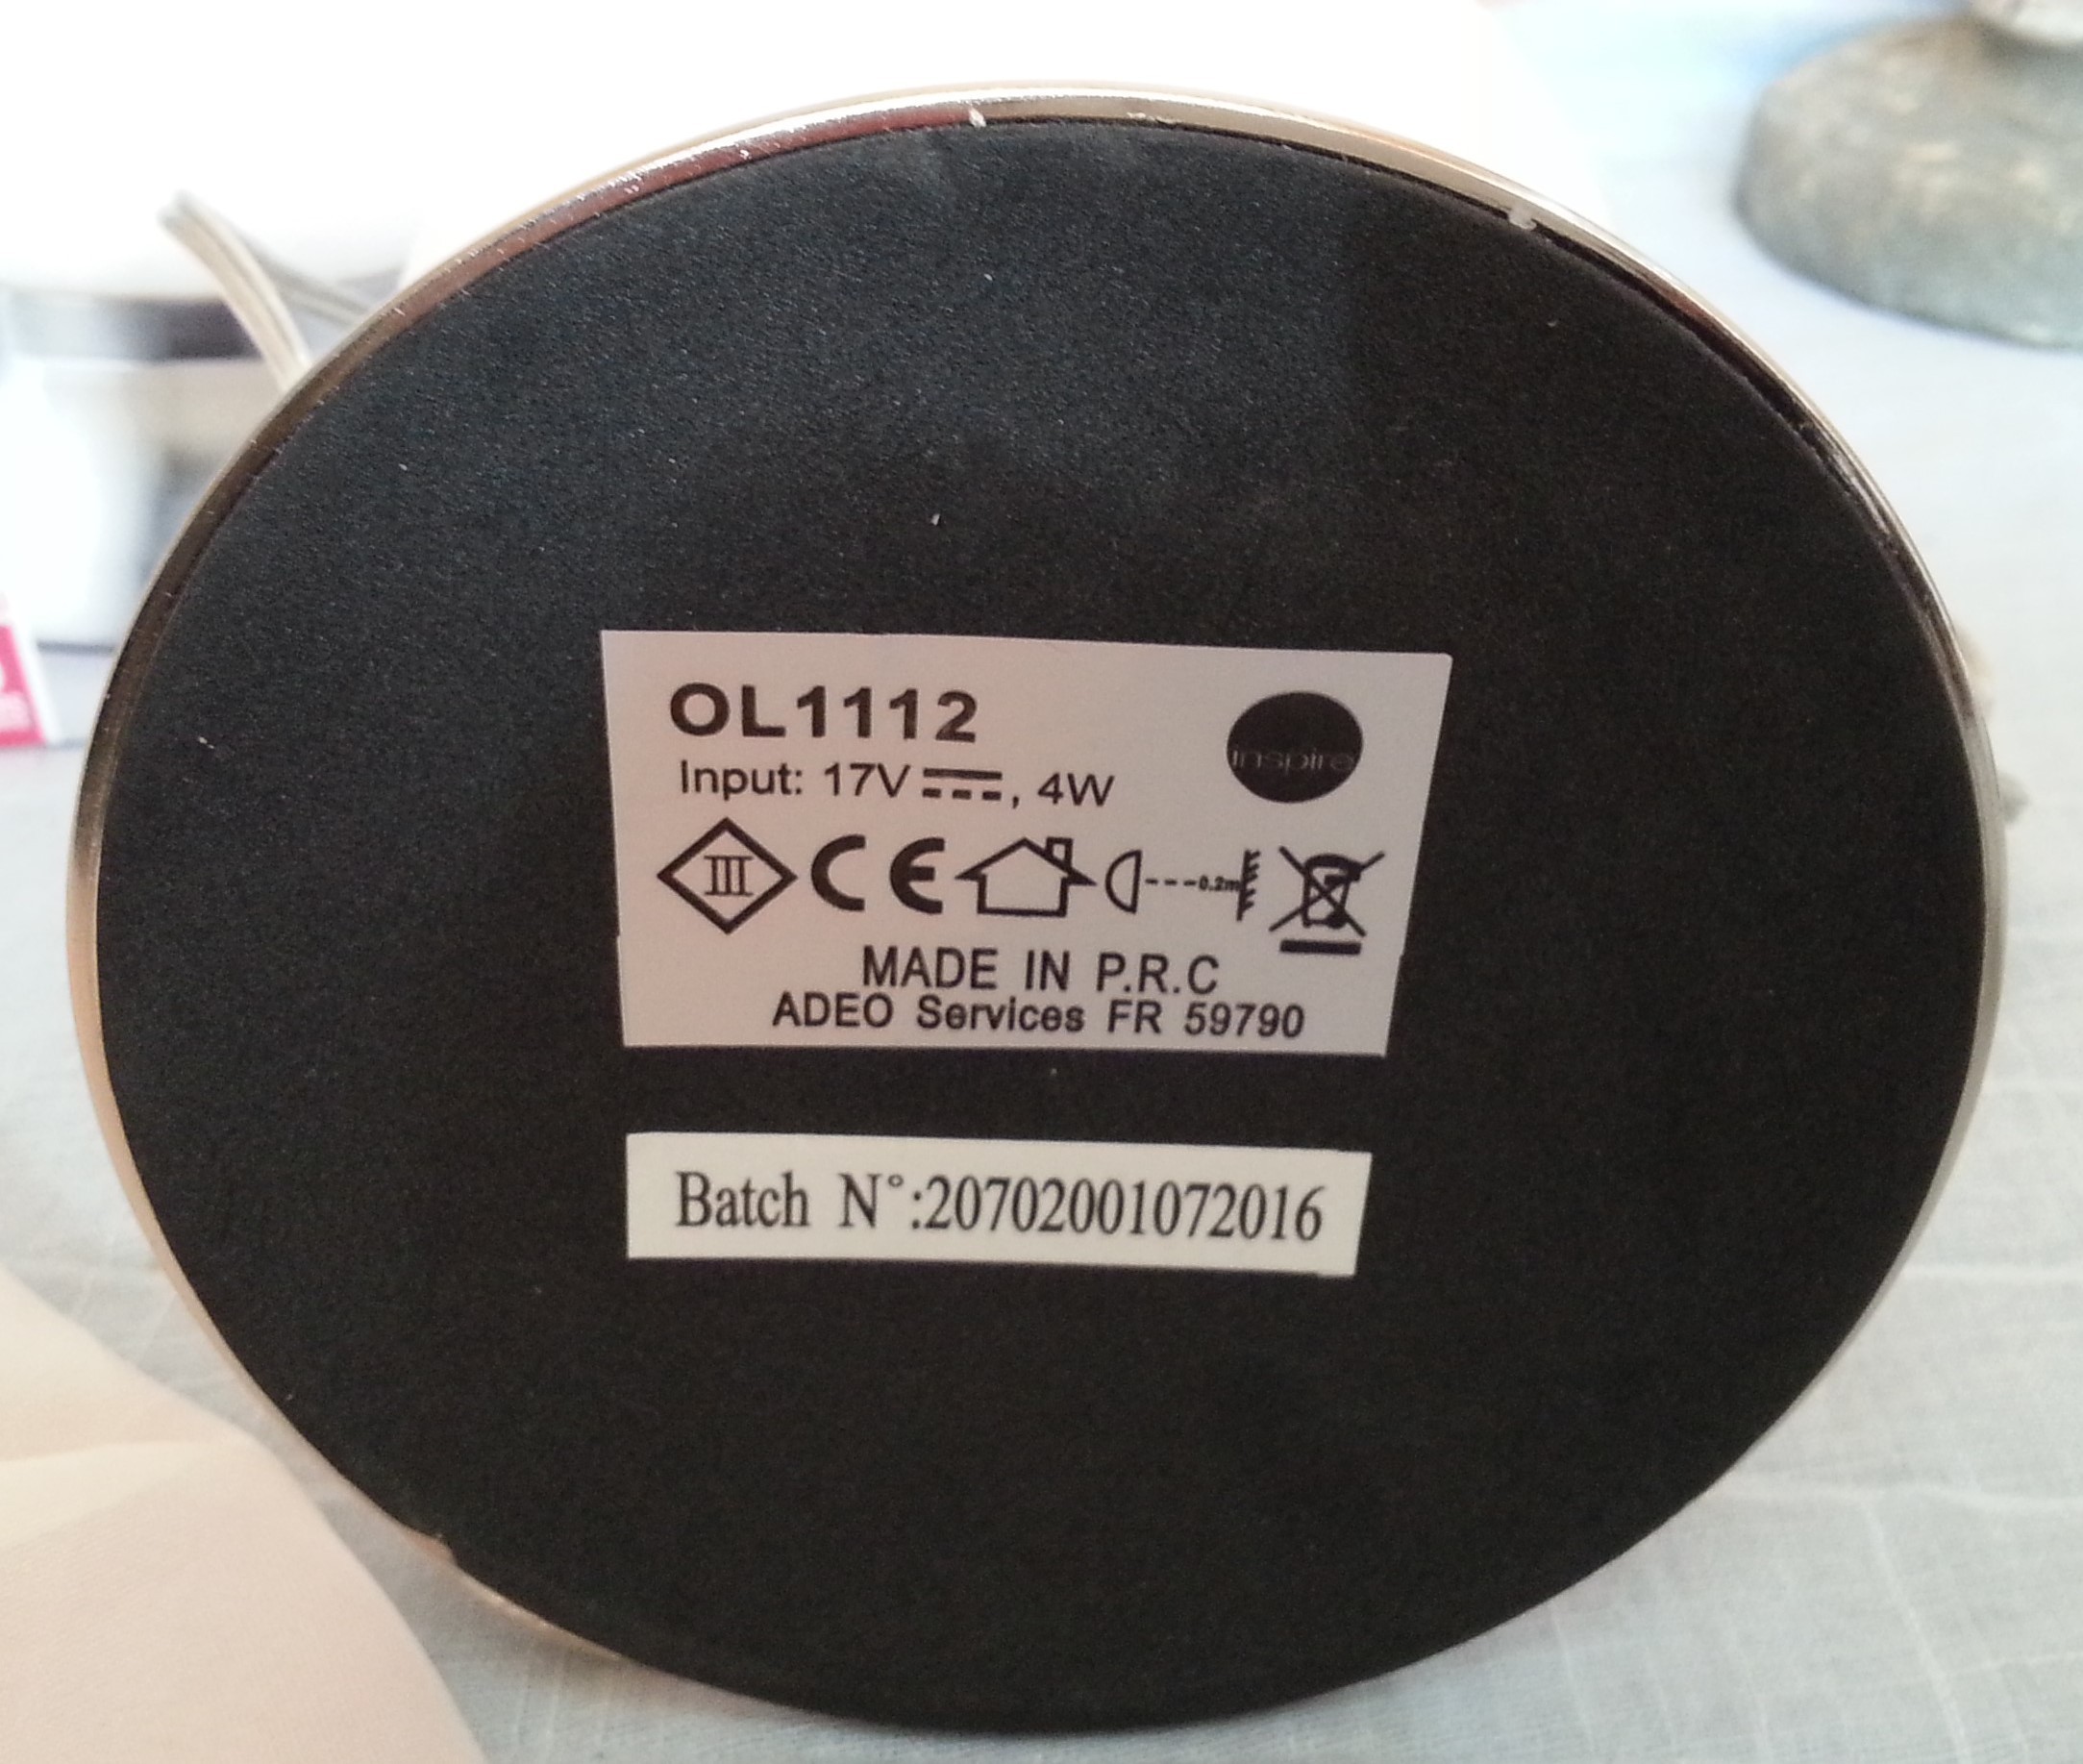 OL1112
inspire
Input: 17V⎓, 4W
III CE 0.2m
MADE IN P.R.C
ADEO Services FR 59790
Batch N°:20702001072016